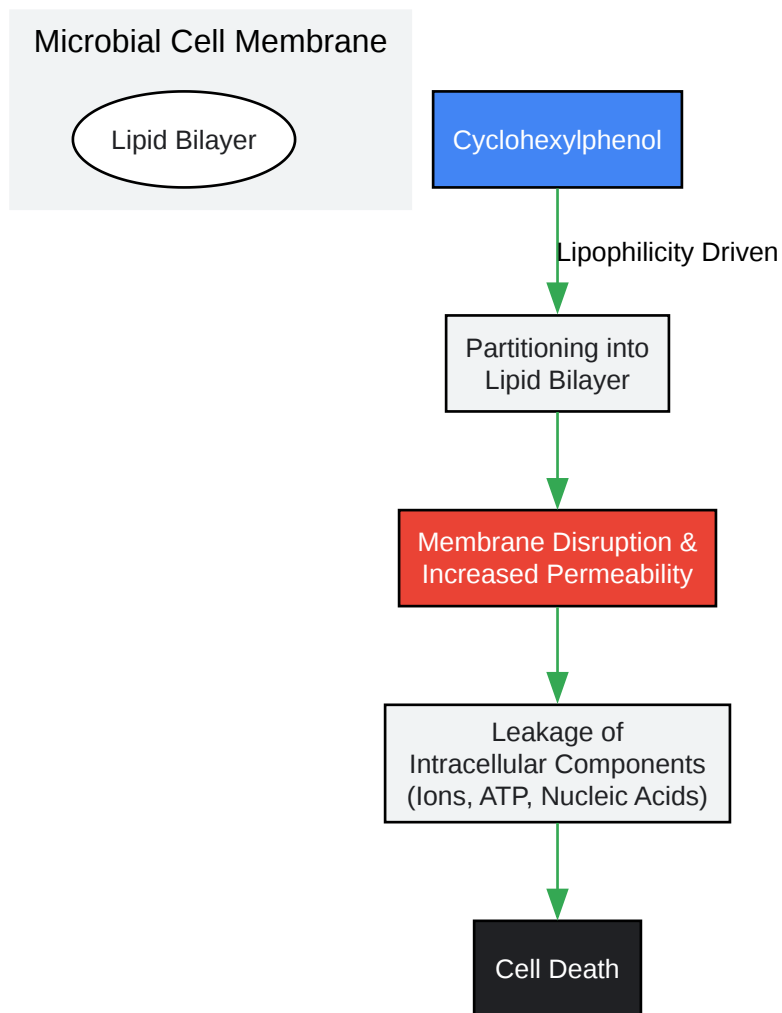 Microbial Cell Membrane
Lipid Bilayer
Cyclohexylphenol
Lipophilicity Driven
Partitioning into
Lipid Bilayer
Membrane Disruption &
Increased Permeability
Leakage of
Intracellular Components
(Ions, ATP, Nucleic Acids)
Cell Death